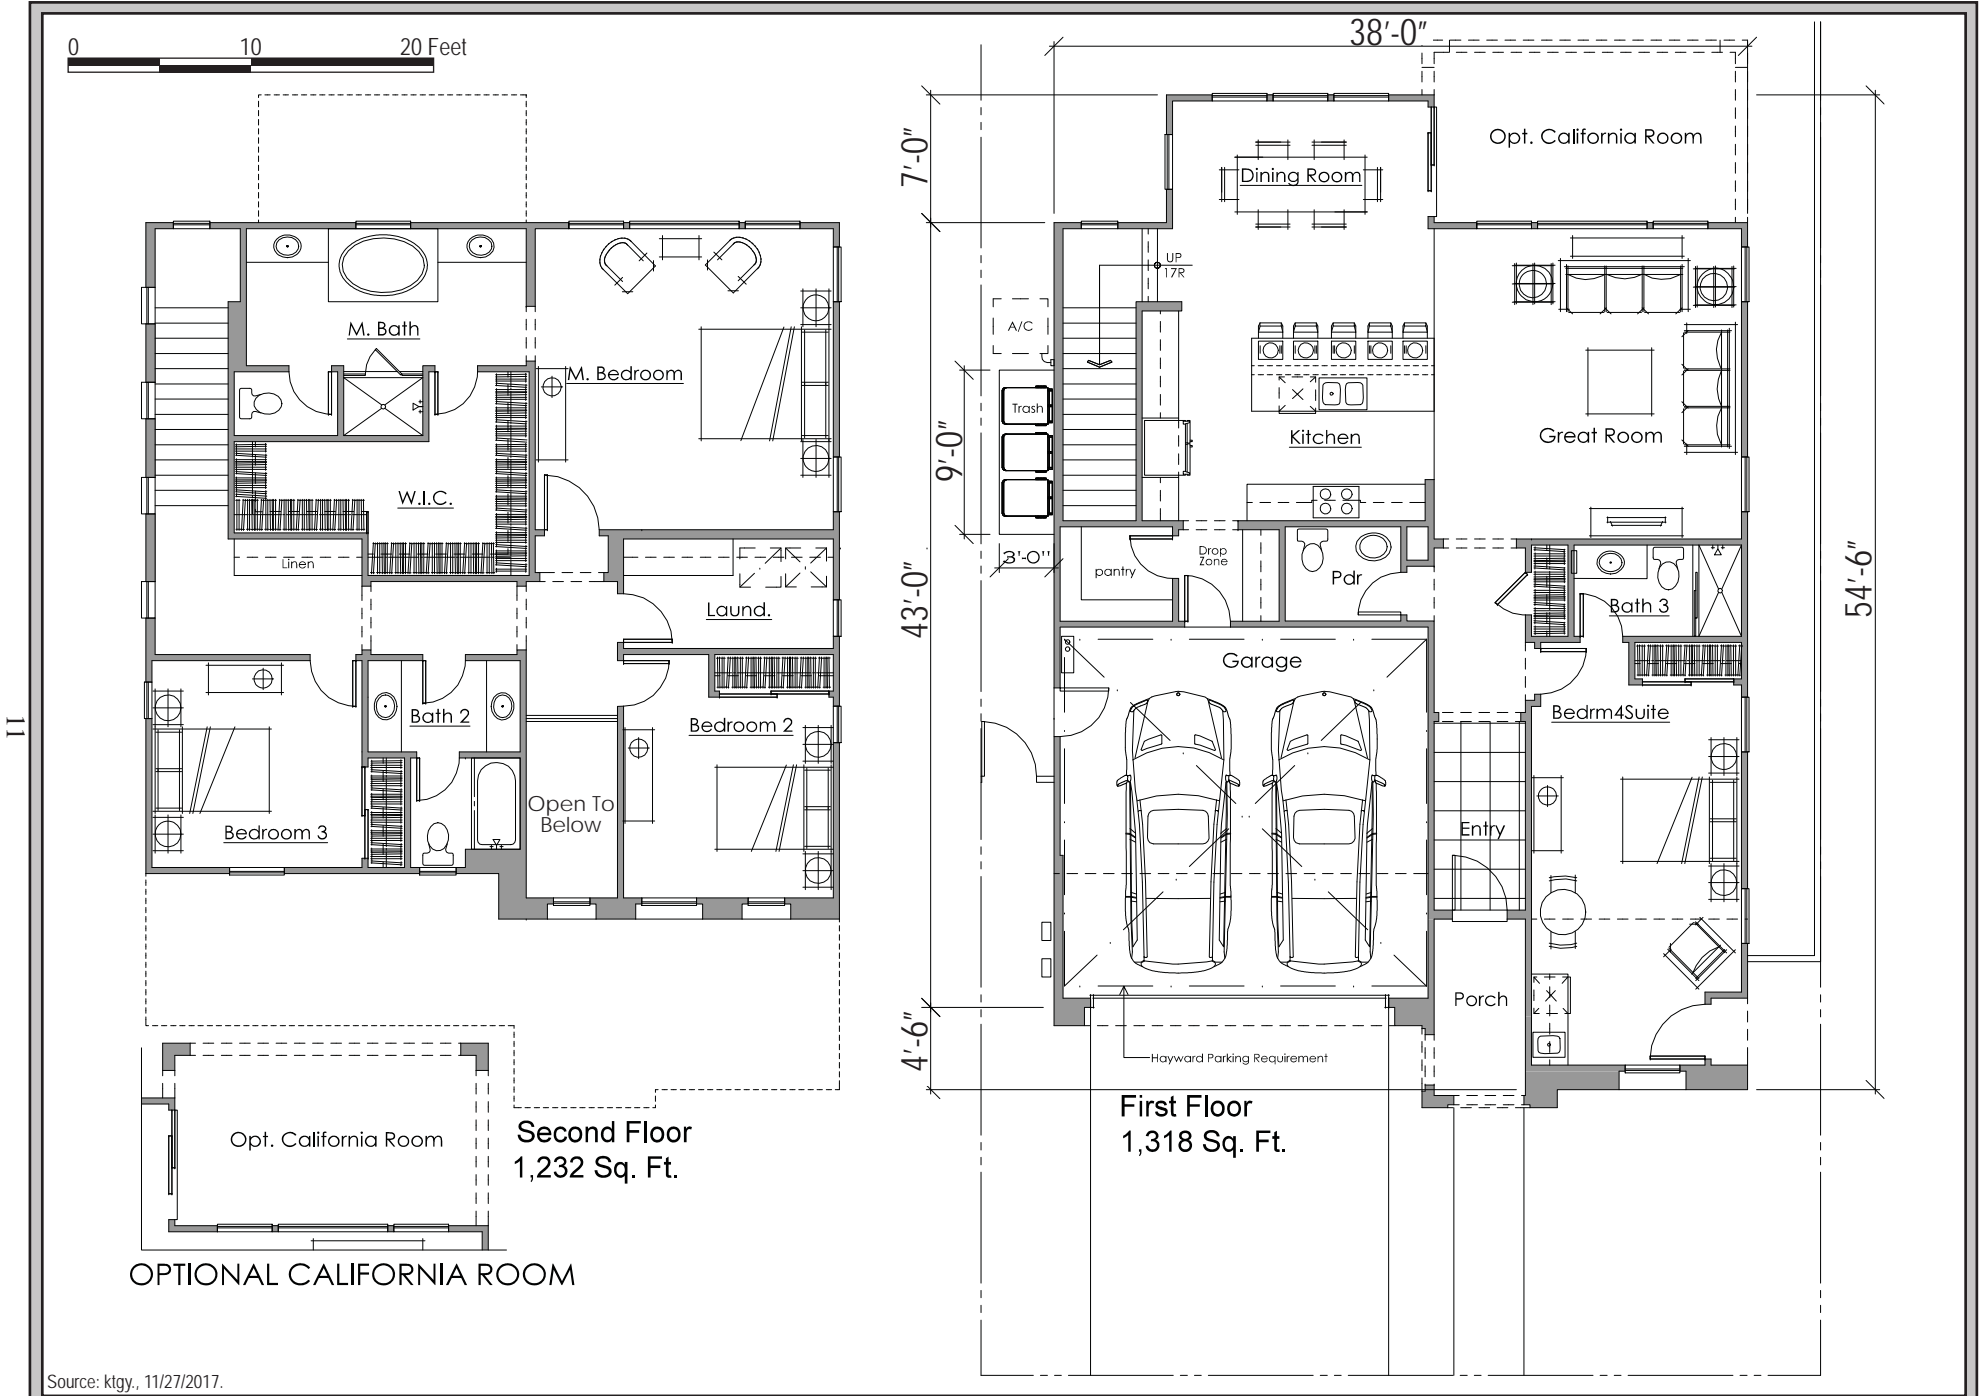 0 10 20 Feet
M. Bath
M. Bedroom
W.I.C.
Linen
Laund.
Bath 2
Bedroom 2
Open To
Below
Bedroom 3
Second Floor
1,232 Sq. Ft.
Opt. California Room
OPTIONAL CALIFORNIA ROOM
38'-0"
7'-0"
Opt. California Room
Dining Room
UP
17R
A/C
Trash
9'-0"
Kitchen
Great Room
3'-0"
pantry
Drop
Zone
Pdr
Bath 3
43'-0"
54'-6"
Garage
Bedrm4Suite
Entry
Porch
4'-6"
Hayward Parking Requirement
First Floor
1,318 Sq. Ft.
11
Source: ktgy., 11/27/2017.